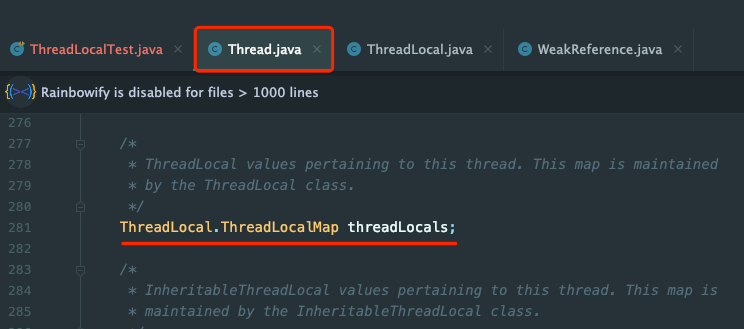 ThreadLocalTest.java × Thread.java × ThreadLocal.java × WeakReference.java ×
Rainbowify is disabled for files > 1000 lines
276
277 /*
278 * ThreadLocal values pertaining to this thread. This map is maintained
279 * by the ThreadLocal class.
280 */
281 ThreadLocal.ThreadLocalMap threadLocals;
282
283 /*
284 * InheritableThreadLocal values pertaining to this thread. This map is
285 * maintained by the InheritableThreadLocal class.